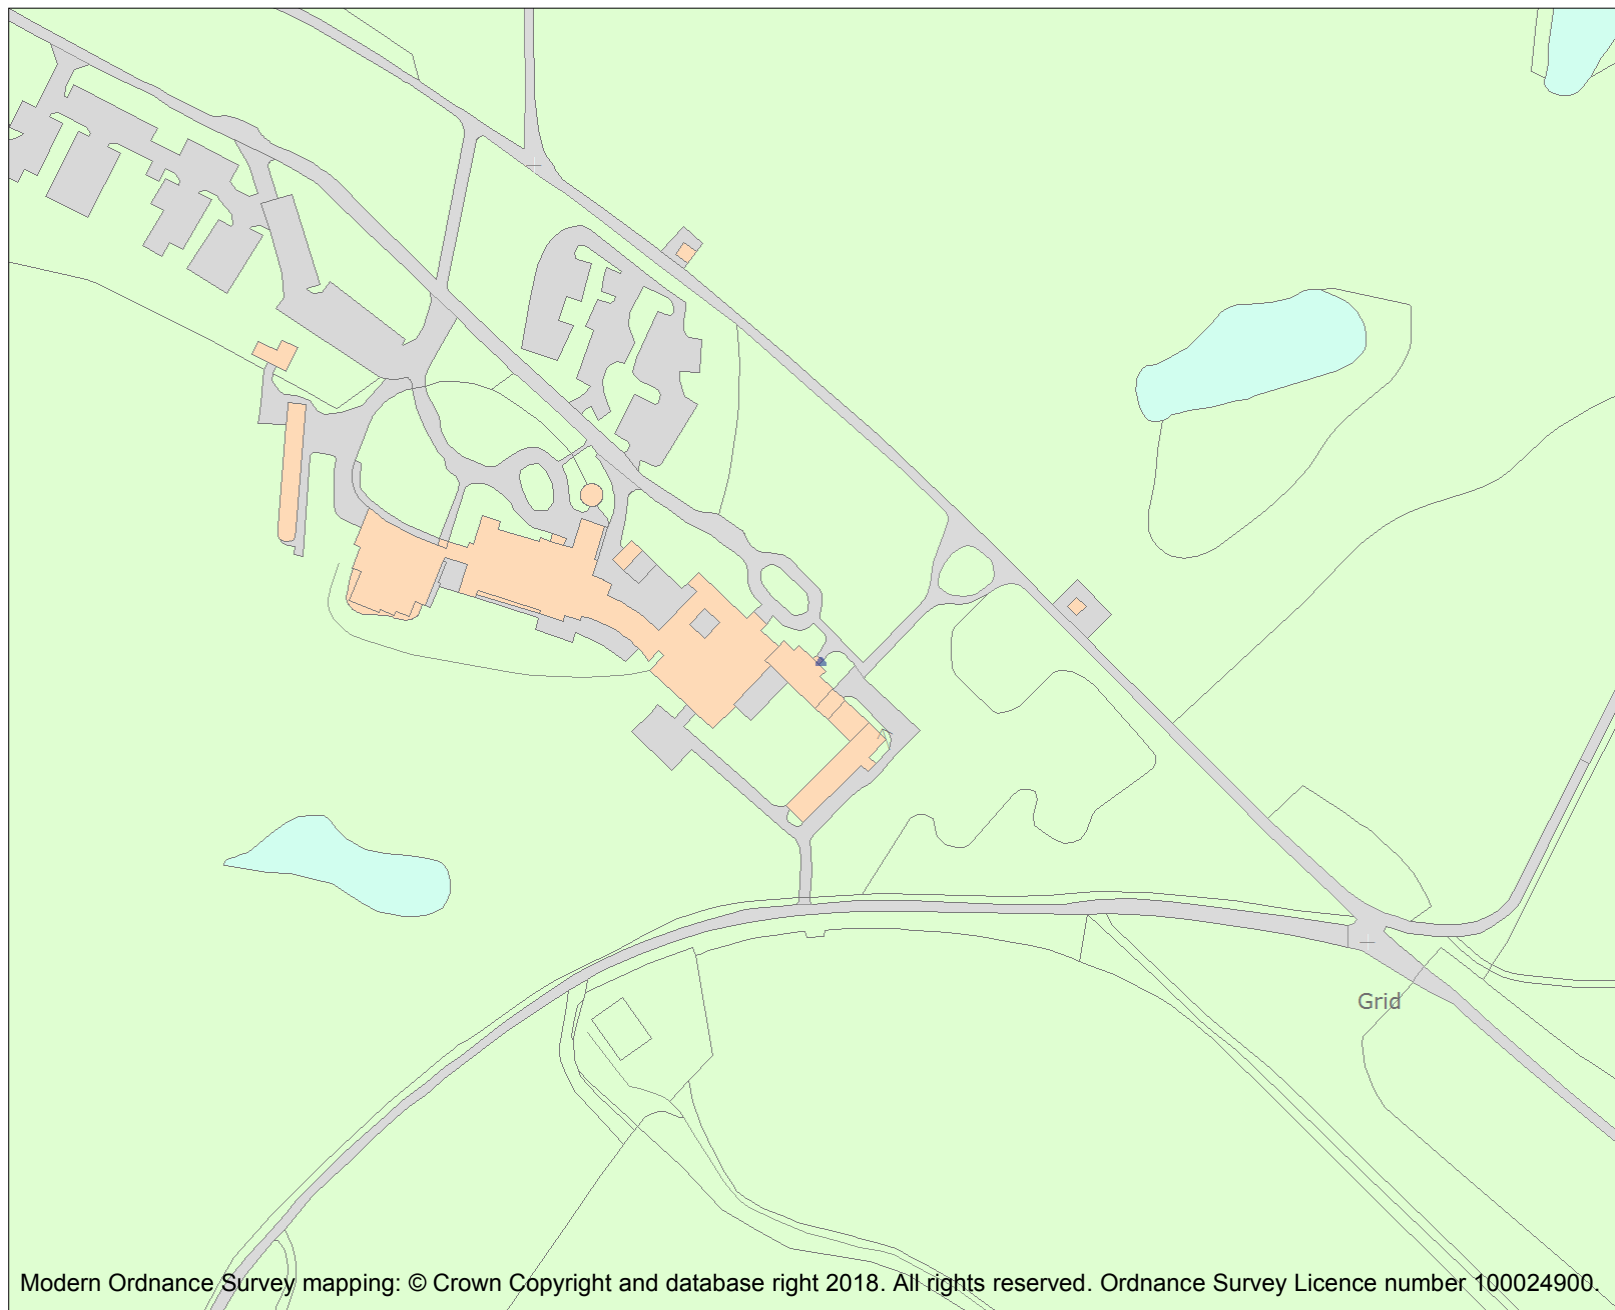 Grid
Modern Ordnance Survey mapping: © Crown Copyright and database right 2018. All rights reserved. Ordnance Survey Licence number 100024900.